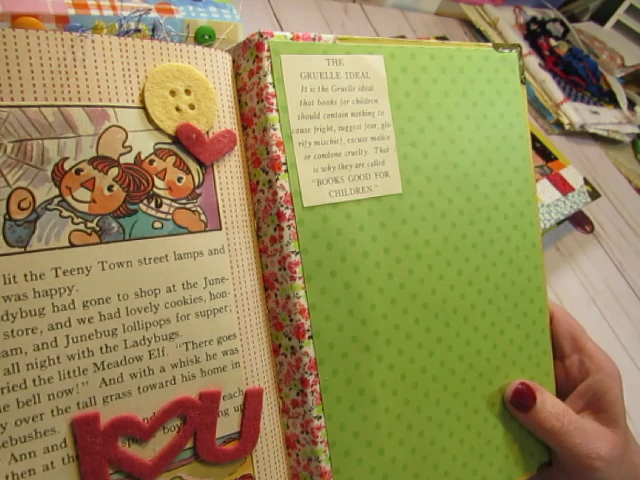 lit the Teeny Town street lamps and
was happy.
dybug had gone to shop at the June-
store, and we had lovely cookies, hon-
am, and Junebug lollipops for supper;
all night with the Ladybugs.
ried the little Meadow Elf. "There goes
e bell now!" And with a whisk he was
y over the tall grass toward his home in
ebushes.
each
Ann and
then at the
I U
THE
GRUELLE IDEAL
It is the Gruelle ideal
that books for children
should contain nothing to
cause fright, suggest fear, glo-
rify mischief, excuse malice
or condone cruelty. That
is why they are called
"BOOKS GOOD FOR
CHILDREN."